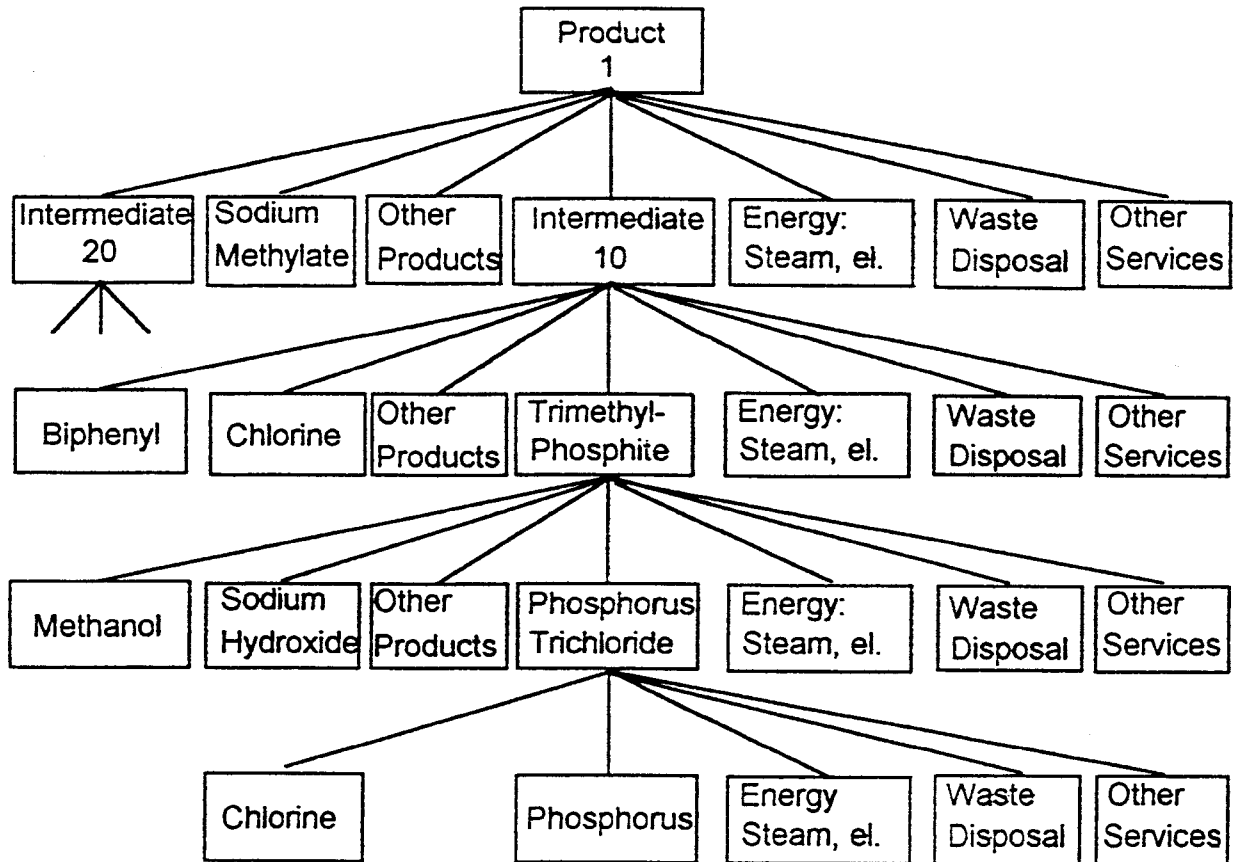 Product
1
Intermediate
20
Sodium
Methylate
Other
Products
Intermediate
10
Energy:
Steam, el.
Waste
Disposal
Other
Services
Biphenyl
Chlorine
Other
Products
Trimethyl-
Phosphite
Energy:
Steam, el.
Waste
Disposal
Other
Services
Methanol
Sodium
Hydroxide
Other
Products
Phosphorus
Trichloride
Energy:
Steam, el.
Waste
Disposal
Other
Services
Chlorine
Phosphorus
Energy
Steam, el.
Waste
Disposal
Other
Services